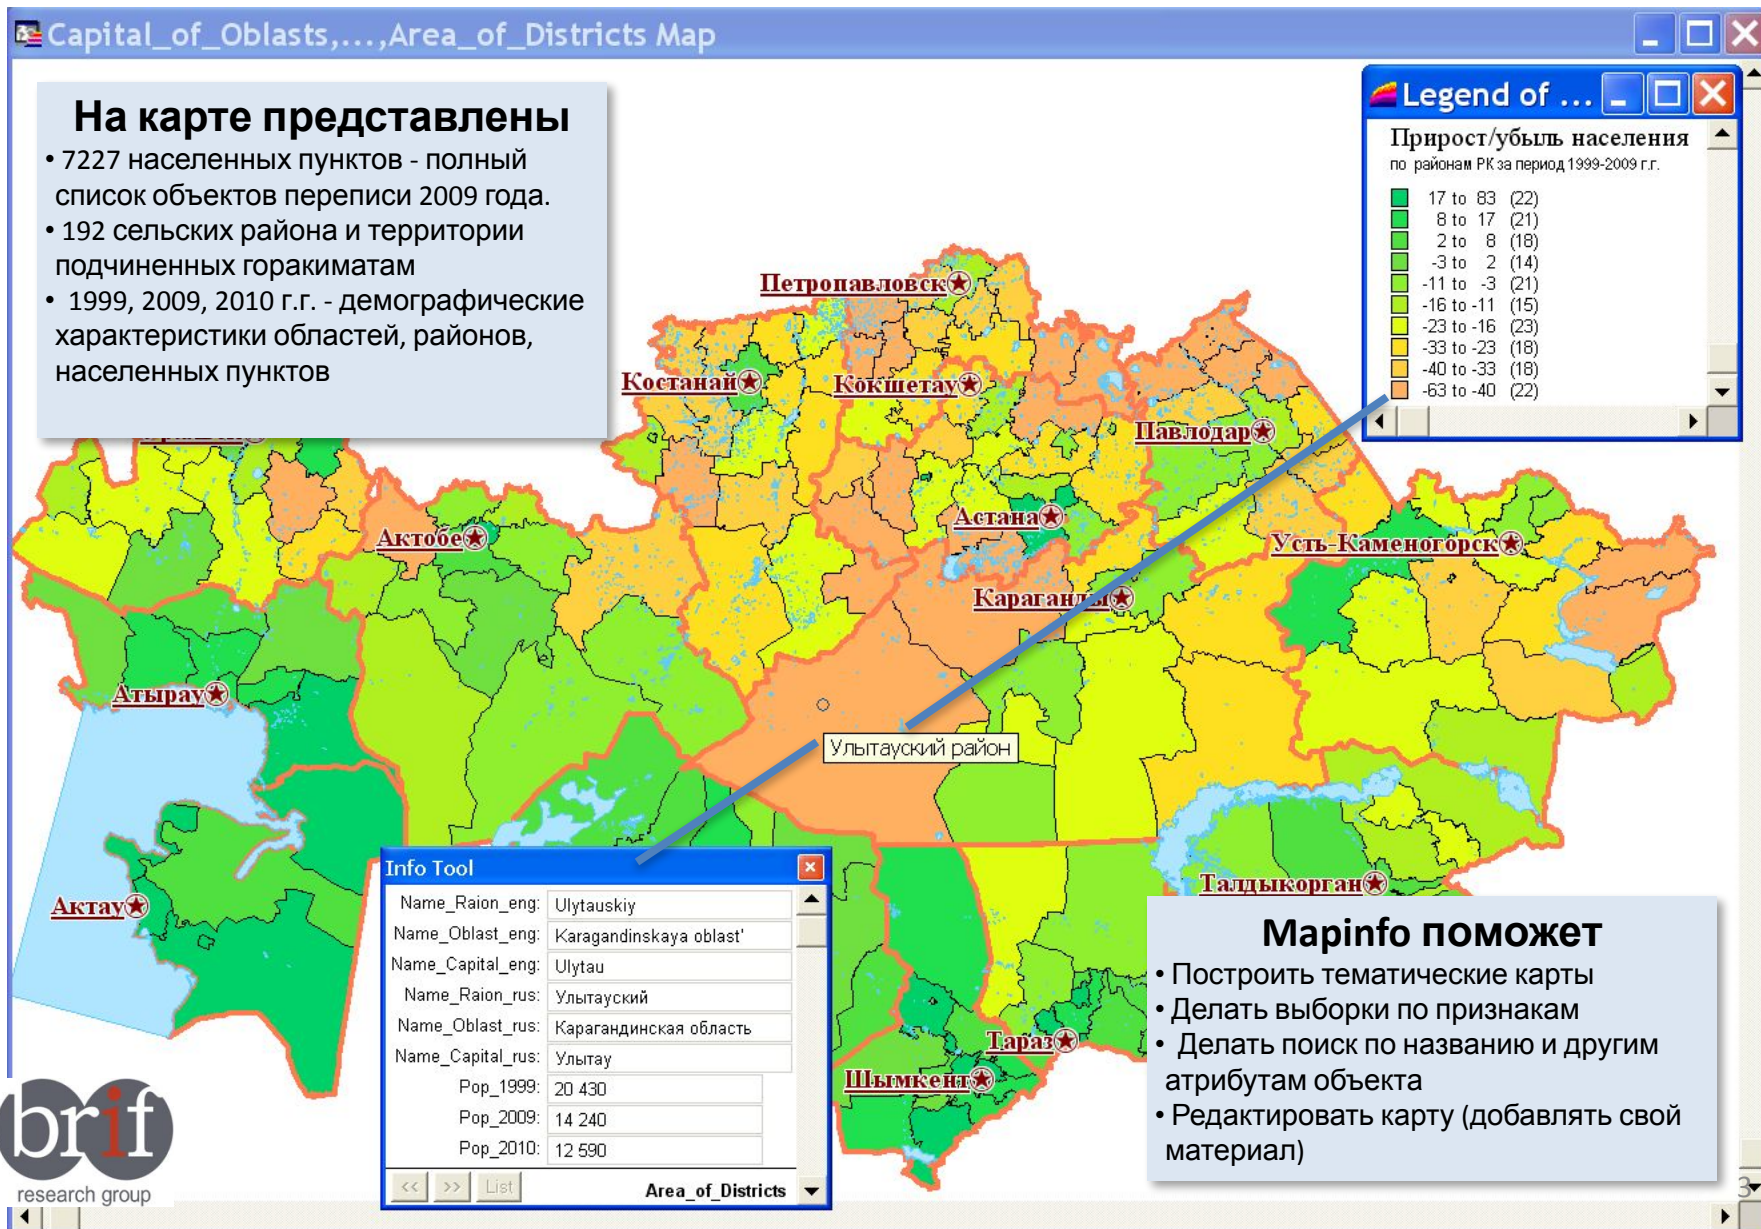 Capital_of_Oblasts,...,Area_of_Districts Map
На карте представлены
• 7227 населенных пунктов - полный
список объектов переписи 2009 года.
• 192 сельских района и территории
подчиненных горакиматам
• 1999, 2009, 2010 г.г. - демографические
характеристики областей, районов,
населенных пунктов
Legend of ...
Прирост/убыль населения
по районам РК за период 1999-2009 г.г.
17 to 83 (22)
8 to 17 (21)
2 to 8 (18)
-3 to 2 (14)
-11 to -3 (21)
-16 to -11 (15)
-23 to -16 (23)
-33 to -23 (18)
-40 to -33 (18)
-63 to -40 (22)
Петропавловск
Костанай
Кокшетау
Павлодар
Астана
Актобе
Усть-Каменогорск
Караганды
Атырау
Улытауский район
Талдыкорган
Актау
Тараз
Шымкент
Info Tool
Name_Raion_eng: Ulytauskiy
Name_Oblast_eng: Karagandinskaya oblast'
Name_Capital_eng: Ulytau
Name_Raion_rus: Улытауский
Name_Oblast_rus: Карагандинская область
Name_Capital_rus: Улытау
Pop_1999: 20 430
Pop_2009: 14 240
Pop_2010: 12 590
<< >> List Area_of_Districts
Mapinfo поможет
• Построить тематические карты
• Делать выборки по признакам
• Делать поиск по названию и другим
атрибутам объекта
• Редактировать карту (добавлять свой
материал)
brif
research group
3